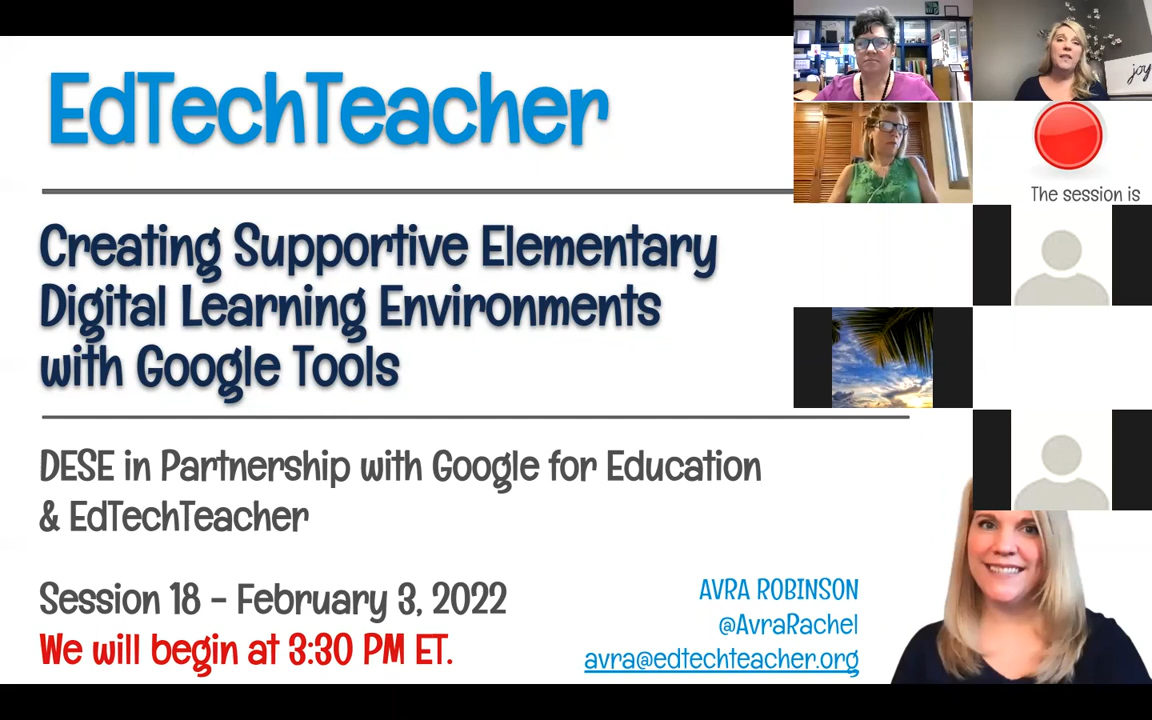 EdTechTeacher
Creating Supportive Elementary
Digital Learning Environments
with Google Tools
DESE in Partnership with Google for Education
& EdTechTeacher
Session 18 - February 3, 2022
We will begin at 3:30 PM ET.
AVRA ROBINSON
@AvraRachel
avra@edtechteacher.org
joy
The session is